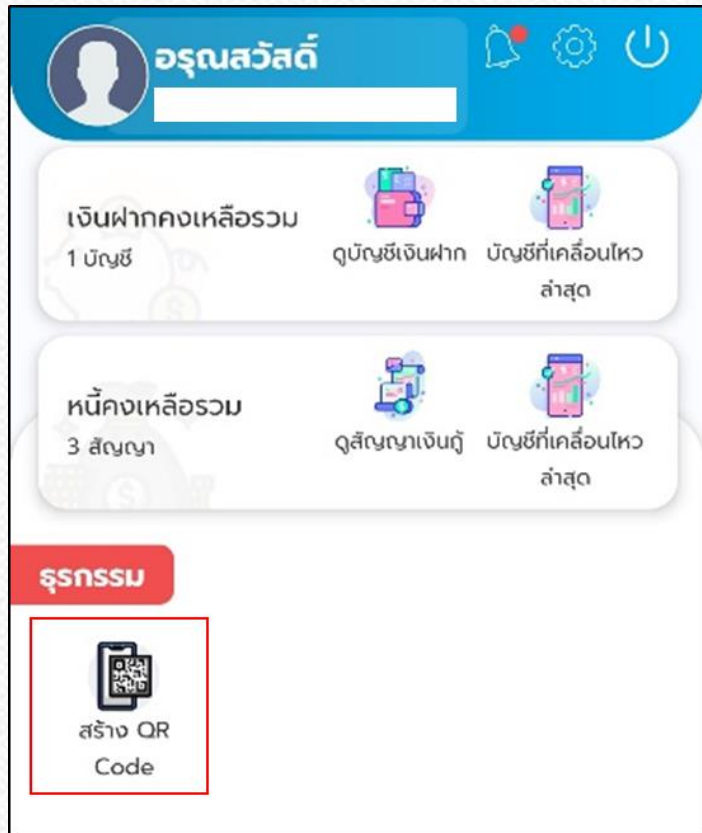 อรุณสวัสดิ์
เงินฝากคงเหลือรวม
1 บัญชี
ดูบัญชีเงินฝาก
บัญชีที่เคลื่อนไหว
ล่าสุด
หนี้คงเหลือรวม
3 สัญญา
ดูสัญญาเงินกู้
บัญชีที่เคลื่อนไหว
ล่าสุด
ธุรกรรม
สร้าง QR
Code